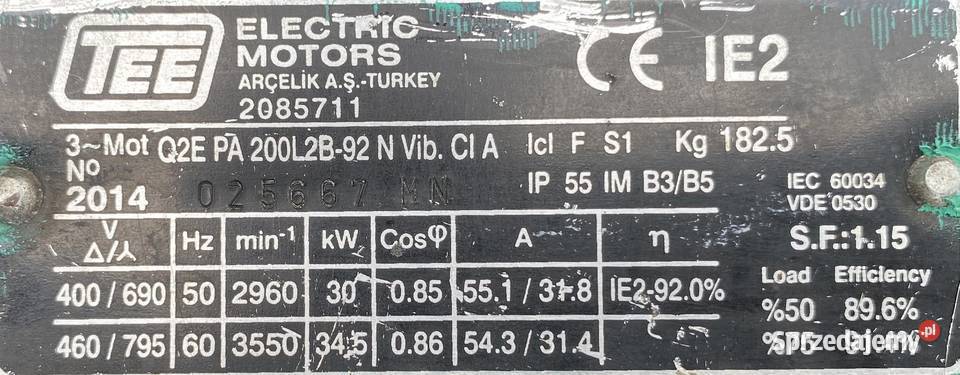 TEE
ELECTRIC
MOTORS
ARÇELİK A.Ş.-TURKEY
2085711
CE IE2
3~Mot Q2E PA 200L2B-92 N Vib. Cl A Icl F S1 Kg 182.5
Nº
2014 025667 MN IP 55 IM B3/B5 IEC 60034
VDE 0530
V
Δ/⅄ Hz min⁻¹ kW Cosφ A η S.F.:1.15
400 / 690 50 2960 30 0.85 55.1 / 31.8 IE2-92.0%
460 / 795 60 3550 34.5 0.86 54.3 / 31.4
Load Efficiency
%50 89.6%
%75
sprzedajemy.pl